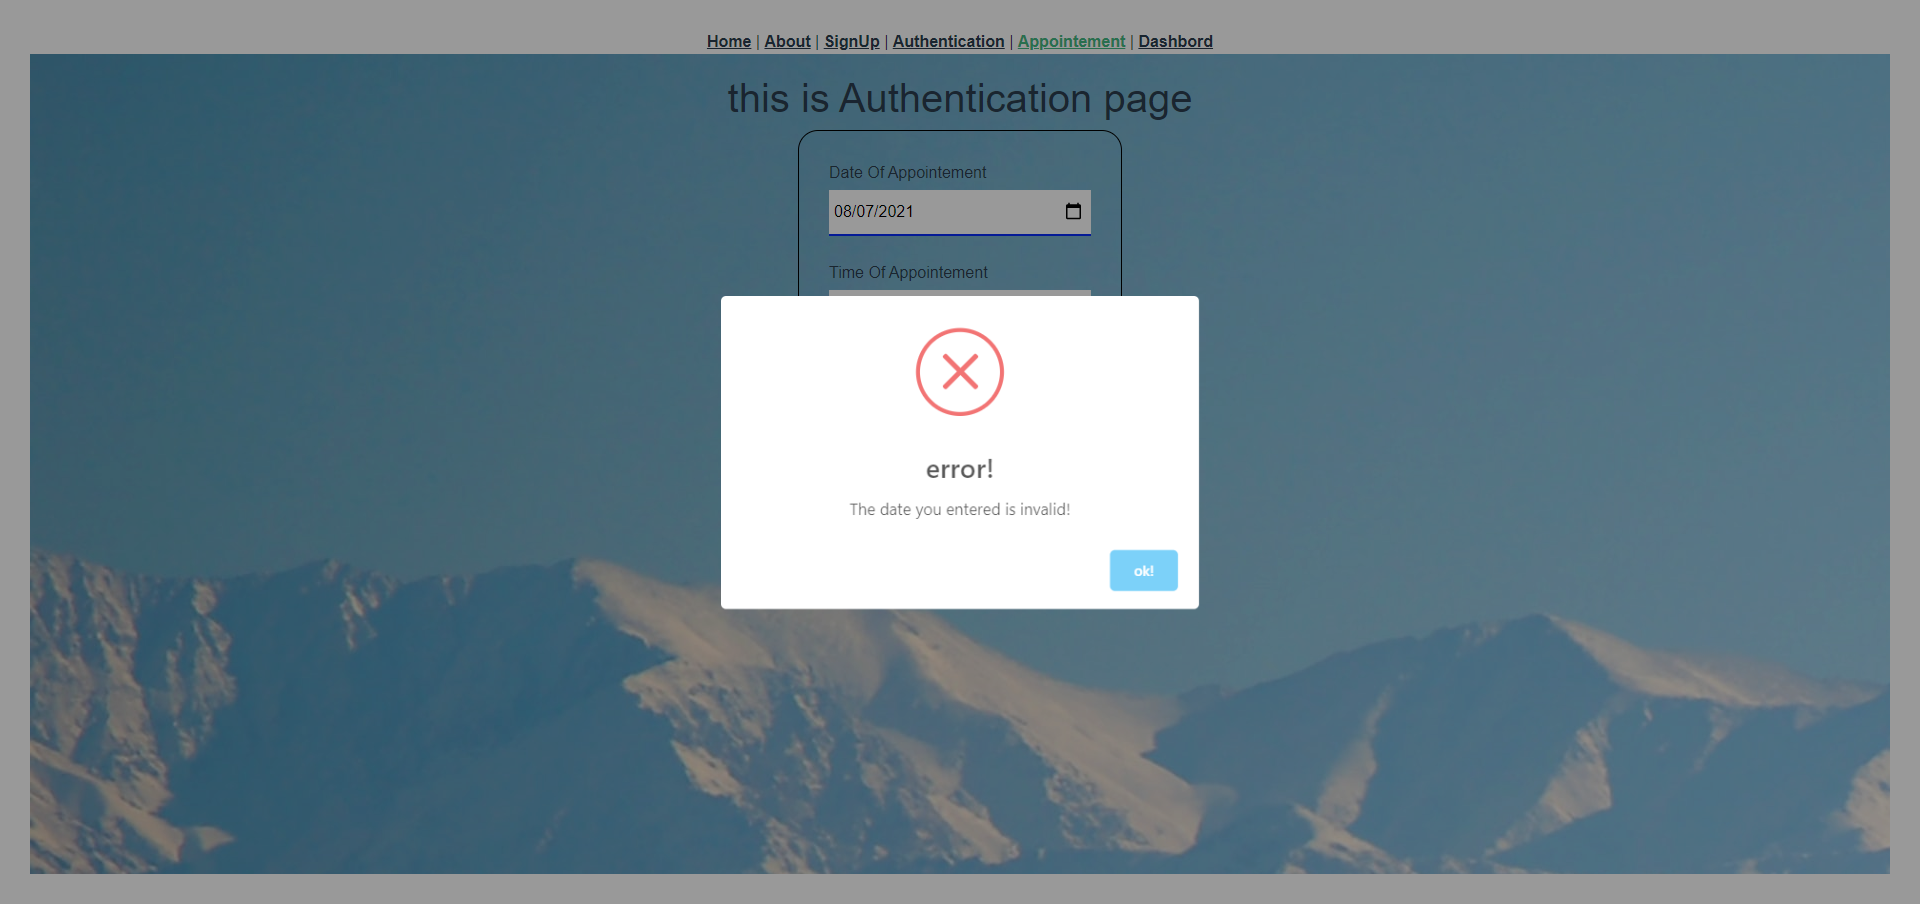 Home | About | SignUp | Authentication | Appointement | Dashbord
this is Authentication page
Date Of Appointement
08/07/2021
Time Of Appointement
error!
The date you entered is invalid!
ok!